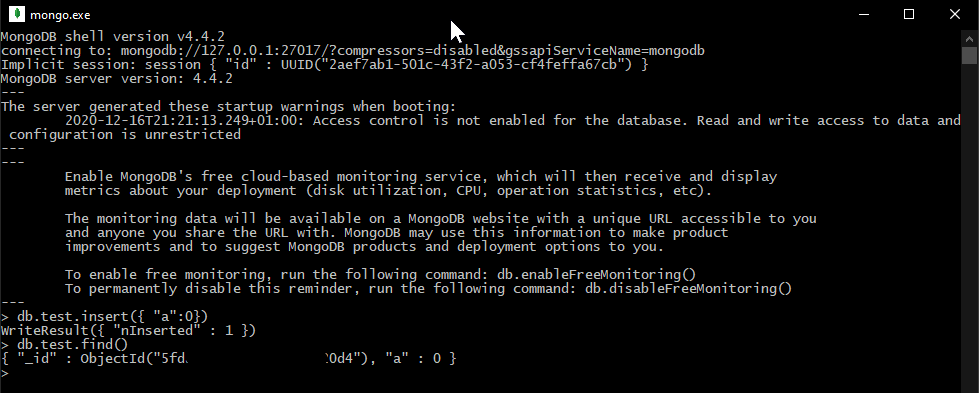 mongo.exe
MongoDB shell version v4.4.2
connecting to: mongodb://127.0.0.1:27017/?compressors=disabled&gssapiServiceName=mongodb
Implicit session: session { "id" : UUID("2aef7ab1-501c-43f2-a053-cf4feffa67cb") }
MongoDB server version: 4.4.2
---
The server generated these startup warnings when booting:
2020-12-16T21:21:13.249+01:00: Access control is not enabled for the database. Read and write access to data and
configuration is unrestricted
---
---
Enable MongoDB's free cloud-based monitoring service, which will then receive and display
metrics about your deployment (disk utilization, CPU, operation statistics, etc).
The monitoring data will be available on a MongoDB website with a unique URL accessible to you
and anyone you share the URL with. MongoDB may use this information to make product
improvements and to suggest MongoDB products and deployment options to you.
To enable free monitoring, run the following command: db.enableFreeMonitoring()
To permanently disable this reminder, run the following command: db.disableFreeMonitoring()
---
> db.test.insert({ "a":0})
WriteResult({ "nInserted" : 1 })
> db.test.find()
{ "_id" : ObjectId("5fd 0d4"), "a" : 0 }
>